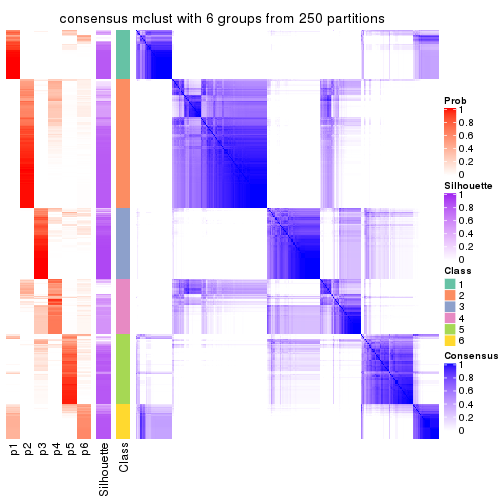 consensus mclust with 6 groups from 250 partitions
Prob
1
0.8
0.6
0.4
0.2
0
Silhouette
1
0.8
0.6
0.4
0.2
0
Class
1
2
3
4
5
6
Consensus
1
0.8
0.6
0.4
0.2
0
p1
p2
p3
p4
p5
p6
Silhouette
Class